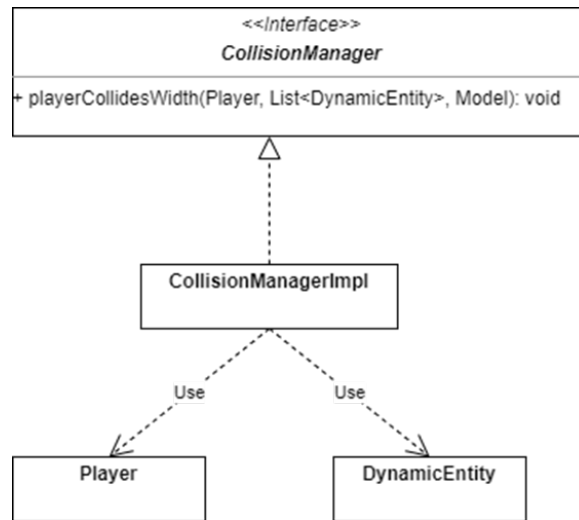 <<Interface>>
CollisionManager
+ playerCollidesWidth(Player, List<DynamicEntity>, Model): void
CollisionManagerImpl
Use
Use
Player
DynamicEntity